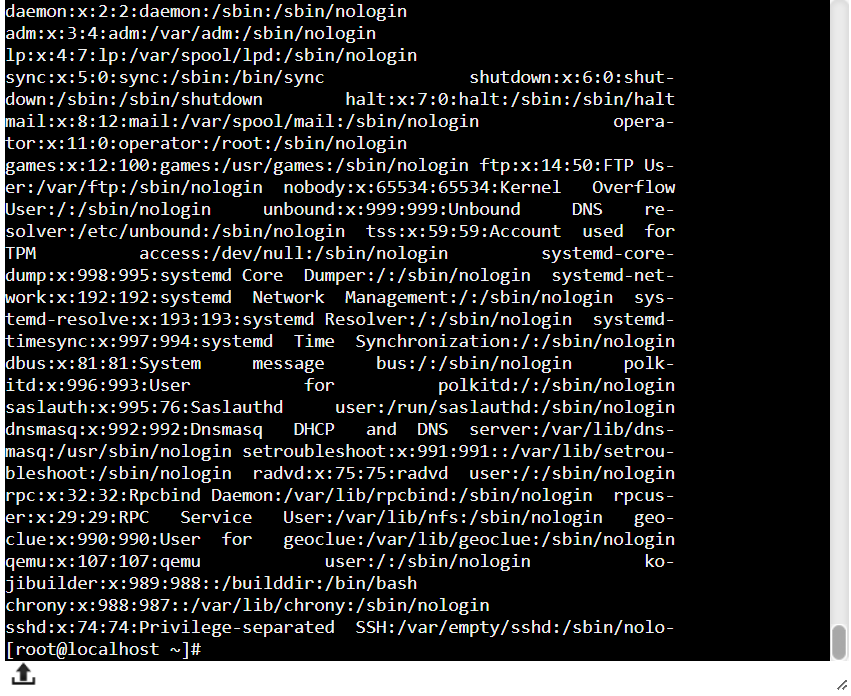 daemon:x:2:2:daemon:/sbin:/sbin/nologin
adm:x:3:4:adm:/var/adm:/sbin/nologin
lp:x:4:7:lp:/var/spool/lpd:/sbin/nologin
sync:x:5:0:sync:/sbin:/bin/sync shutdown:x:6:0:shut-
down:/sbin:/sbin/shutdown halt:x:7:0:halt:/sbin:/sbin/halt
mail:x:8:12:mail:/var/spool/mail:/sbin/nologin opera-
tor:x:11:0:operator:/root:/sbin/nologin
games:x:12:100:games:/usr/games:/sbin/nologin ftp:x:14:50:FTP Us-
er:/var/ftp:/sbin/nologin nobody:x:65534:65534:Kernel Overflow
User:/:/sbin/nologin unbound:x:999:999:Unbound DNS re-
solver:/etc/unbound:/sbin/nologin tss:x:59:59:Account used for
TPM access:/dev/null:/sbin/nologin systemd-core-
dump:x:998:995:systemd Core Dumper:/:/sbin/nologin systemd-net-
work:x:192:192:systemd Network Management:/:/sbin/nologin sys-
temd-resolve:x:193:193:systemd Resolver:/:/sbin/nologin systemd-
timesync:x:997:994:systemd Time Synchronization:/:/sbin/nologin
dbus:x:81:81:System message bus:/:/sbin/nologin polk-
itd:x:996:993:User for polkitd:/:/sbin/nologin
saslauth:x:995:76:Saslauthd user:/run/saslauthd:/sbin/nologin
dnsmasq:x:992:992:Dnsmasq DHCP and DNS server:/var/lib/dns-
masq:/usr/sbin/nologin setroubleshoot:x:991:991::/var/lib/setrou-
bleshoot:/sbin/nologin radvd:x:75:75:radvd user:/:/sbin/nologin
rpc:x:32:32:Rpcbind Daemon:/var/lib/rpcbind:/sbin/nologin rpcus-
er:x:29:29:RPC Service User:/var/lib/nfs:/sbin/nologin geo-
clue:x:990:990:User for geoclue:/var/lib/geoclue:/sbin/nologin
qemu:x:107:107:qemu user:/:/sbin/nologin ko-
jibuilder:x:989:988::/builddir:/bin/bash
chrony:x:988:987::/var/lib/chrony:/sbin/nologin
sshd:x:74:74:Privilege-separated SSH:/var/empty/sshd:/sbin/nolo-
[root@localhost ~]#